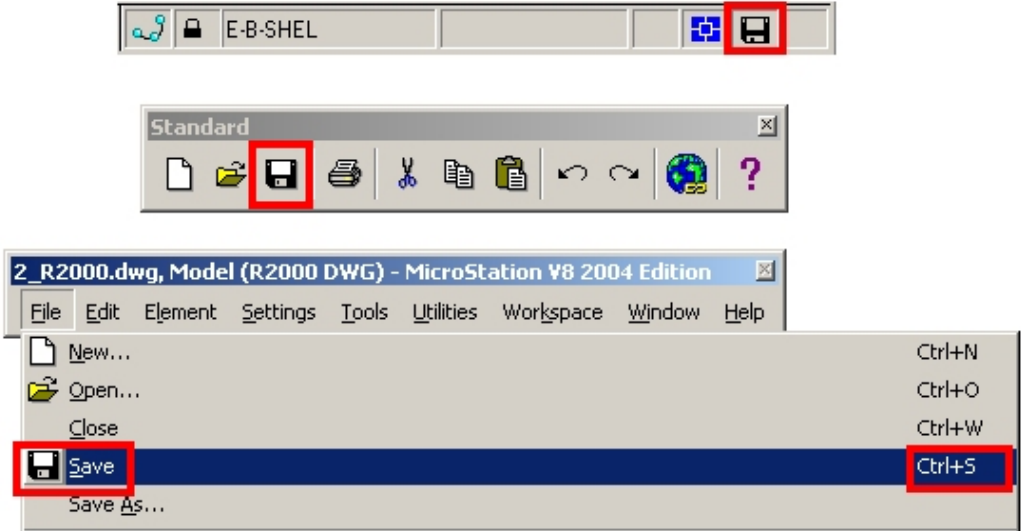 E-B-SHEL
Standard
?
2_R2000.dwg, Model (R2000 DWG) - MicroStation V8 2004 Edition
File Edit Element Settings Tools Utilities Workspace Window Help
New... Ctrl+N
Open... Ctrl+O
Close Ctrl+W
Save Ctrl+S
Save As...